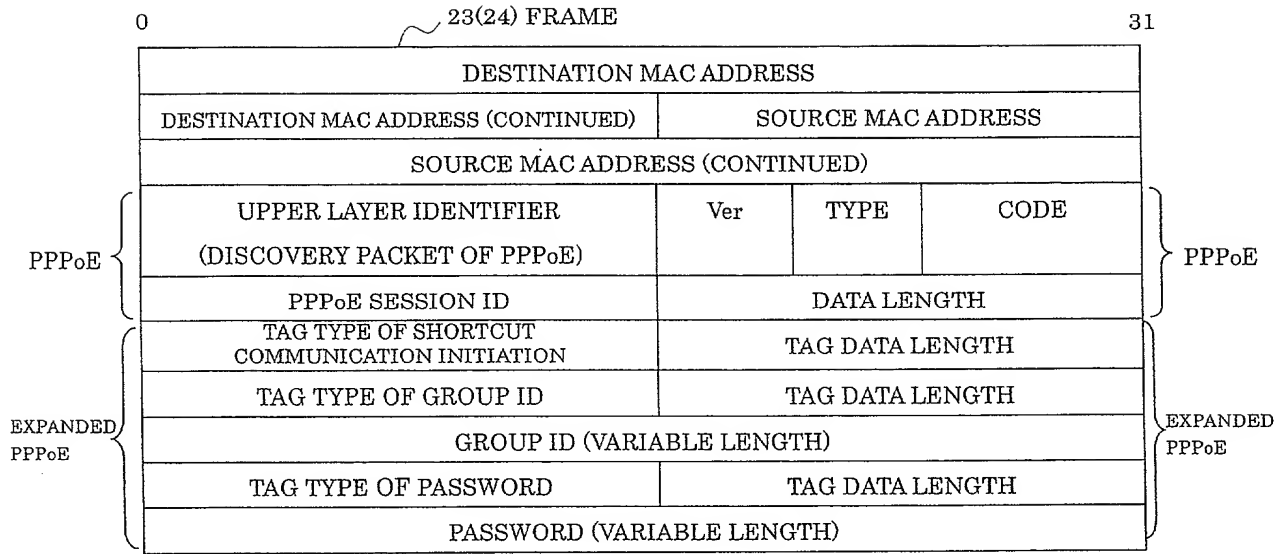 0
23(24) FRAME
31
DESTINATION MAC ADDRESS
DESTINATION MAC ADDRESS (CONTINUED)
SOURCE MAC ADDRESS
SOURCE MAC ADDRESS (CONTINUED)
PPPoE
UPPER LAYER IDENTIFIER
(DISCOVERY PACKET OF PPPoE)
Ver
TYPE
CODE
PPPoE
PPPoE SESSION ID
DATA LENGTH
EXPANDED
PPPoE
TAG TYPE OF SHORTCUT
COMMUNICATION INITIATION
TAG DATA LENGTH
TAG TYPE OF GROUP ID
TAG DATA LENGTH
GROUP ID (VARIABLE LENGTH)
TAG TYPE OF PASSWORD
TAG DATA LENGTH
PASSWORD (VARIABLE LENGTH)
EXPANDED
PPPoE